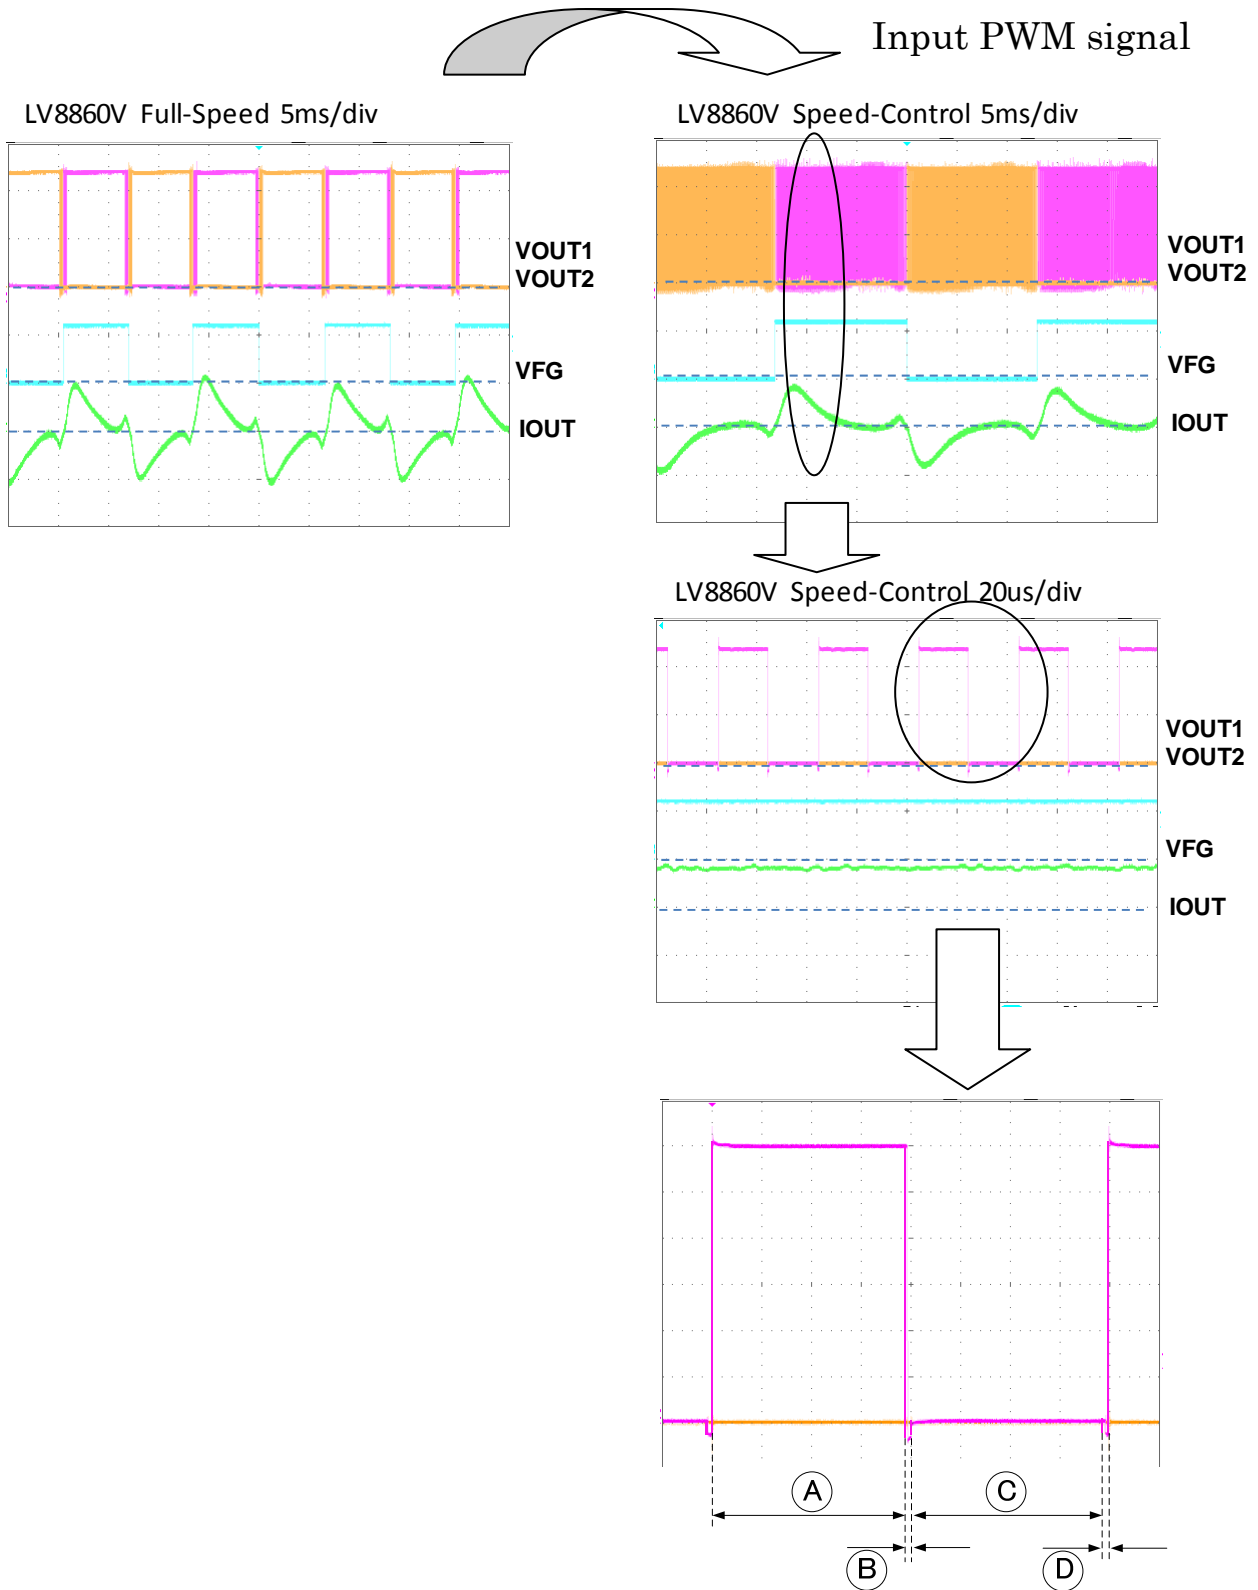 Input PWM signal
LV8860V Full-Speed 5ms/div
LV8860V Speed-Control 5ms/div
VOUT1
VOUT2
VFG
IOUT
VOUT1
VOUT2
VFG
IOUT
LV8860V Speed-Control 20us/div
VOUT1
VOUT2
VFG
IOUT
A
C
B
D